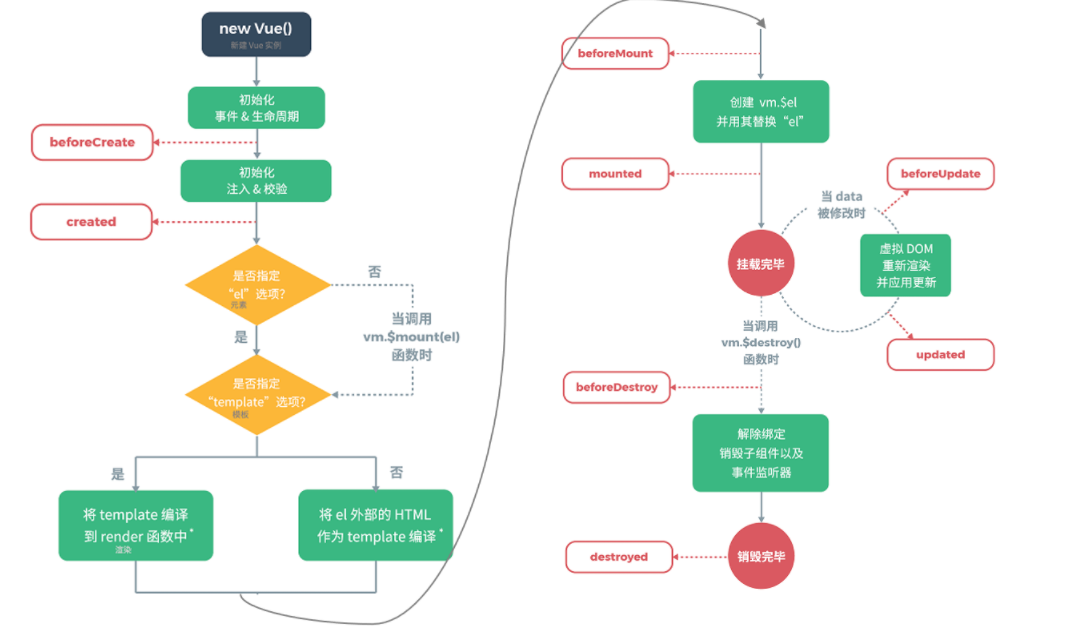 new Vue()
新建 Vue 实例
初始化
事件 & 生命周期
beforeCreate
初始化
注入 & 校验
created
是否指定
“el”选项?
元素
否
当调用
vm.$mount(el)
函数时
是
是否指定
“template”选项?
模板
是
否
将 template 编译
到 render 函数中*
渲染
将 el 外部的 HTML
作为 template 编译*
beforeMount
创建 vm.$el
并用其替换“el”
mounted
挂载完毕
当 data
被修改时
beforeUpdate
虚拟 DOM
重新渲染
并应用更新
updated
当调用
vm.$destroy()
函数时
beforeDestroy
解除绑定
销毁子组件以及
事件监听器
destroyed
销毁完毕